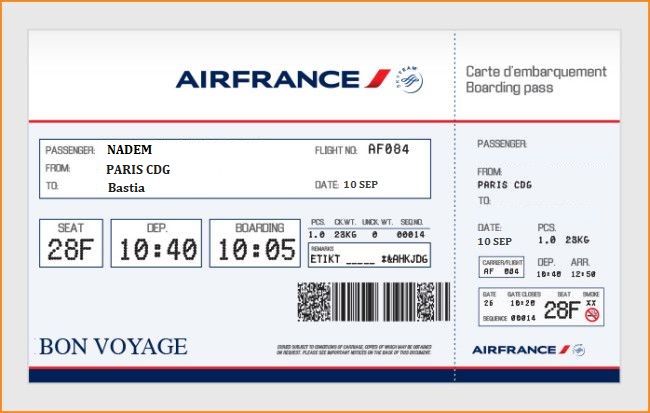 AIRFRANCE
SKYTEAM
Carte d'embarquement
Boarding pass
PASSENGER: NADEM
FLIGHT NO: AF084
FROM: PARIS CDG
TO: Bastia
DATE: 10 SEP
SEAT
28F
DEP.
10:40
BOARDING
10:05
PCS. CK.WT. UNCK. WT. SEQ.NO.
1.0 23KG 0 00014
REMARKS
ETIKT _____
BON VOYAGE
ISSUED SUBJECT TO CONDITIONS OF CARRIAGE, COPIES OF WHICH MAY BE OBTAINED
ON REQUEST. PLEASE SEE IMPORTANT NOTICES ON THE BACK OF THIS DOCUMENT.
PASSENGER:
FROM:
PARIS CDG
TO:
DATE: PCS.
10 SEP 1.0 23KG
CARRIER/FLIGHT DEP. ARR.
AF 084 10:40 12:50
GATE GATE CLOSES SEAT SMOKE
26 10:20 28F XX
SEQUENCE 00014
AIRFRANCE